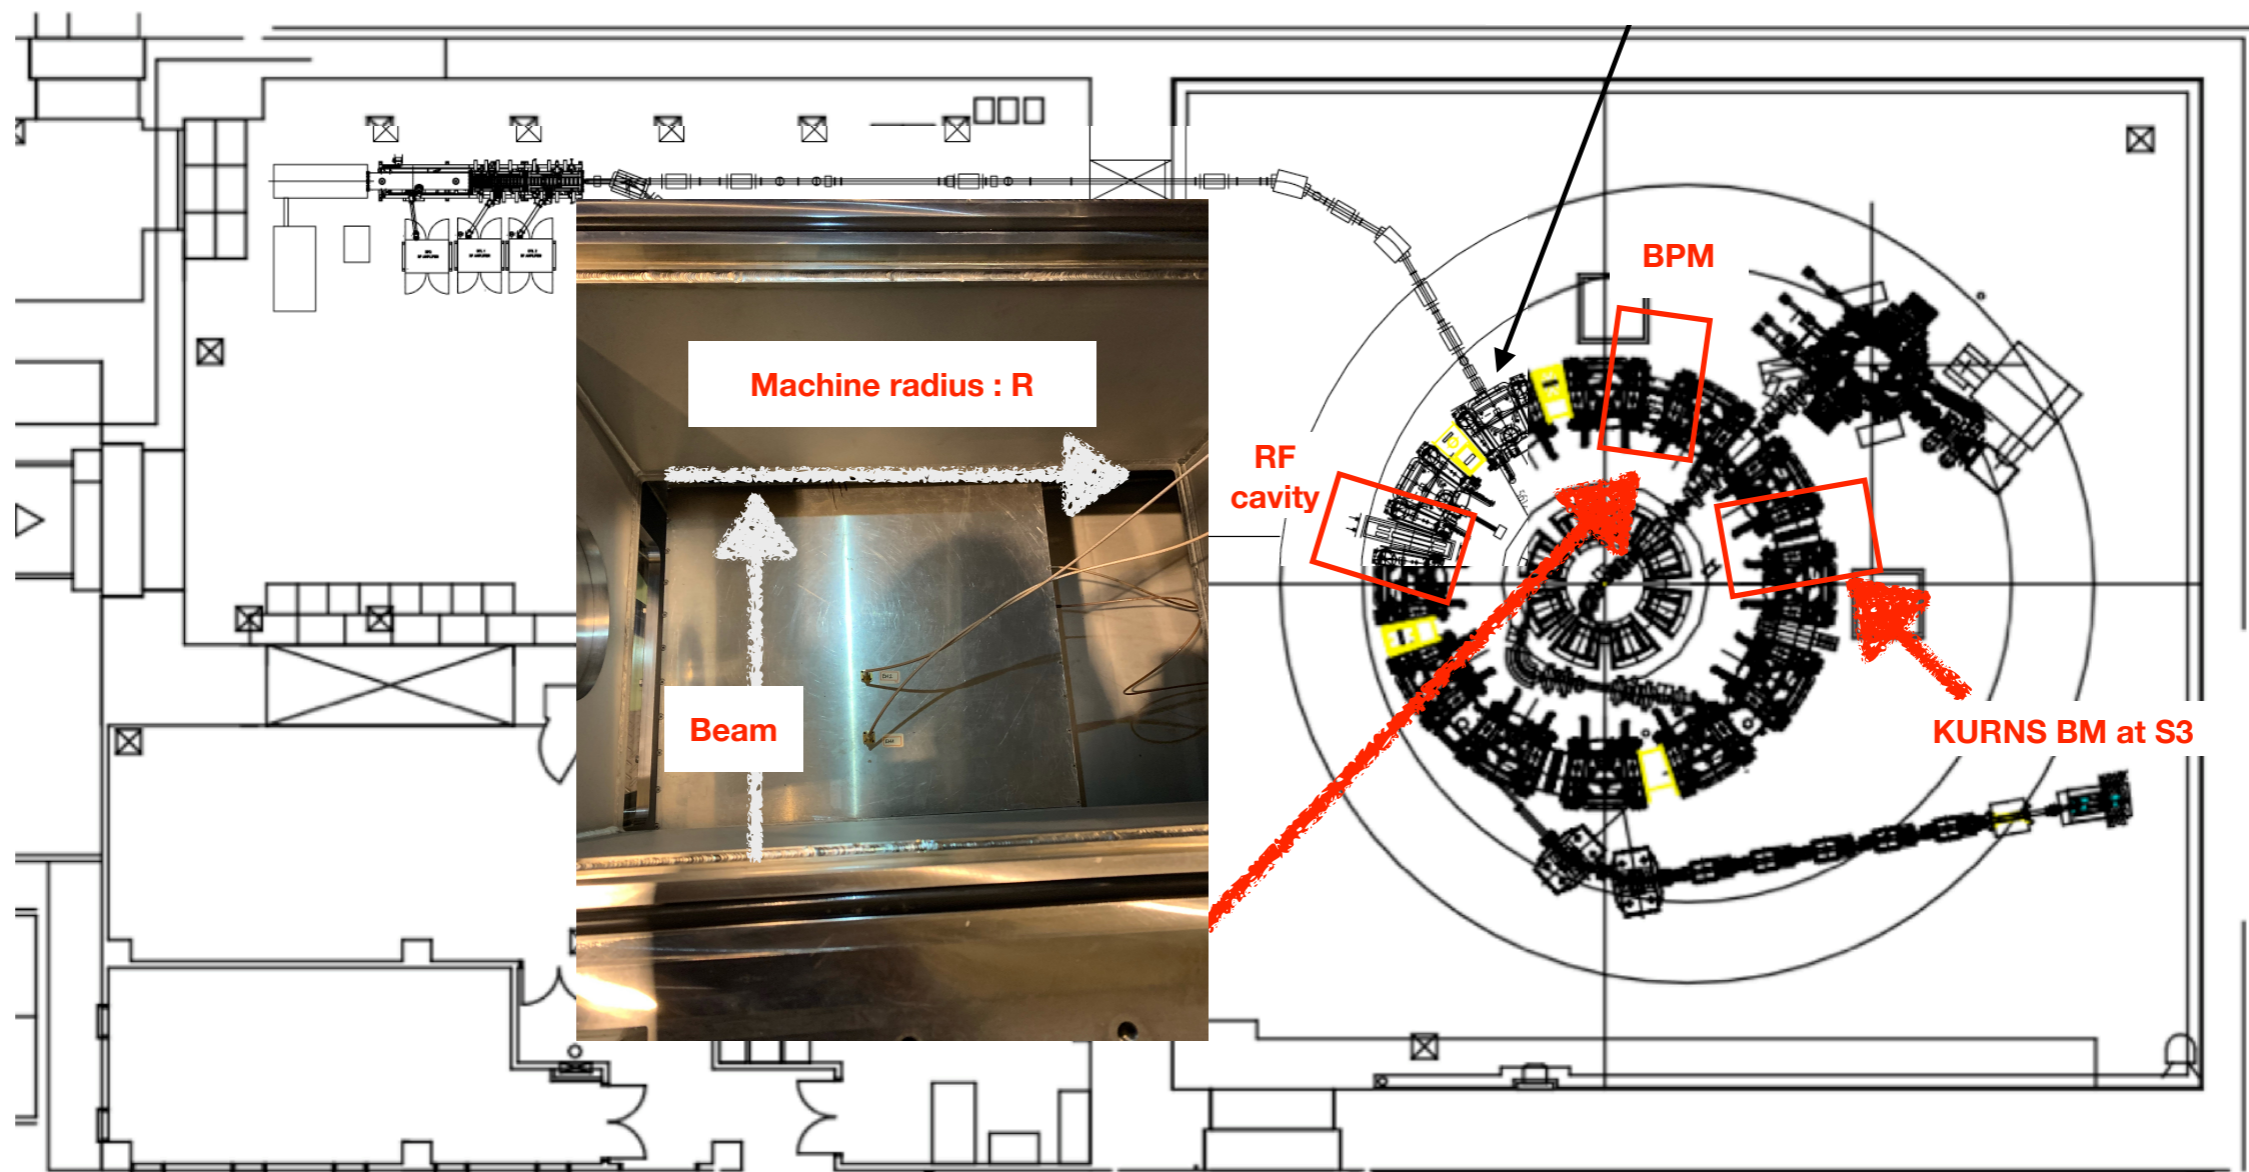 BPM
Machine radius : R
RF
cavity
Beam
KURNS BM at S3